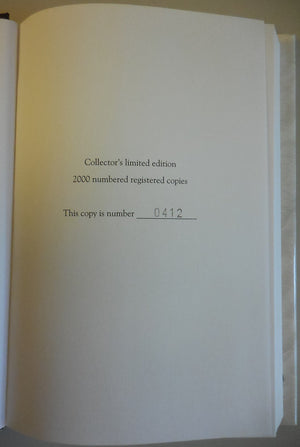 Collector's limited edition
2000 numbered registered copies
This copy is number 0412